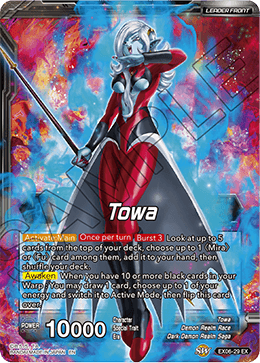 LEADER FRONT
Towa
Activate Main Once per turn , Burst 3 Look at up to 5
cards from the top of your deck, choose up to 1 ‹Mira›
or ‹Fu› card among them, add it to your hand, then
shuffle your deck.
Awaken When you have 10 or more black cards in your
Warp : You may draw 1 card, choose up to 1 of your
energy and switch it to Active Mode, then flip this card
over.
POWER 10000
Character Towa
Special Trait Demon Realm Race
Era Dark Demon Realm Saga
EX06-29 EX